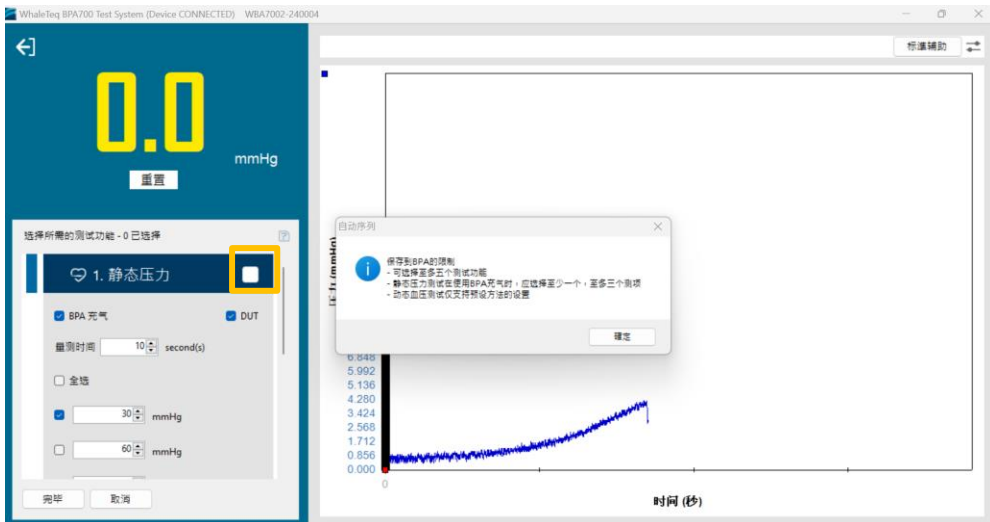 WhaleTeq BPA700 Test System (Device CONNECTED) WBA7002-240004
标准辅助
0.0
mmHg
重置
选择所需的测试功能 - 0 已选择
1. 静态压力
BPA 充气
DUT
量测时间 10 second(s)
全选
30 mmHg
60 mmHg
完毕 取消
自动序列
保存到BPA的限制
- 可选择至多五个测试功能
- 静态压力测试在使用BPA充气时，应选择至少一个，至多三个测项
- 动态血压测试仅支持预设方法的设置
確定
(mmHg)
6.848
5.992
5.136
4.280
3.424
2.568
1.712
0.856
0.000
0
时间 (秒)